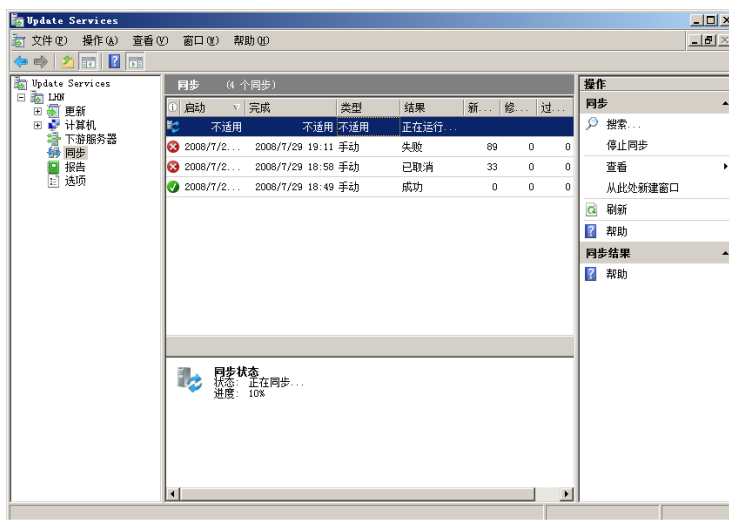 Update Services
文件(F) 操作(A) 查看(V) 窗口(W) 帮助(H)
Update Services
LHN
更新
计算机
下游服务器
同步
报告
选项
同步 (4 个同步)
启动 完成 类型 结果 新... 修... 过...
不适用 不适用 不适用 正在运行...
2008/7/2... 2008/7/29 19:11 手动 失败 89 0 0
2008/7/2... 2008/7/29 18:58 手动 已取消 33 0 0
2008/7/2... 2008/7/29 18:49 手动 成功 0 0 0
同步状态
状态: 正在同步...
进度: 10%
操作
同步
搜索...
停止同步
查看
从此处新建窗口
刷新
帮助
同步结果
帮助